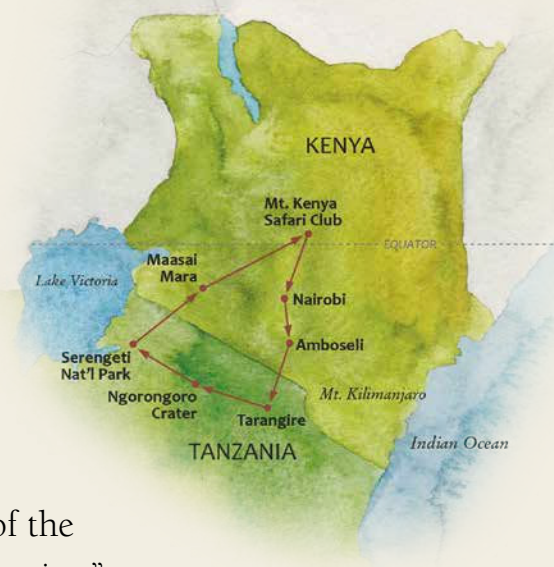 KENYA
Mt. Kenya
Safari Club
EQUATOR
Maasai
Mara
Lake Victoria
Nairobi
Amboseli
Serengeti
Nat'l Park
Ngorongoro
Crater
Mt. Kilimanjaro
Tarangire
TANZANIA
Indian Ocean
of the